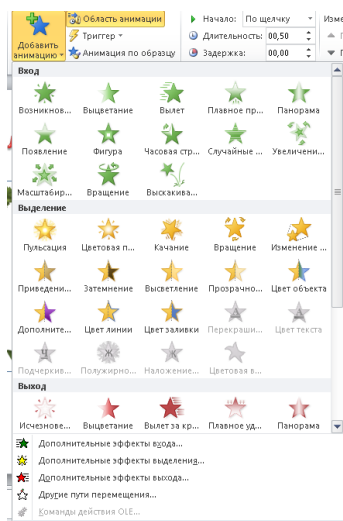 Область анимации
Начало: По щелчку
Добавить анимацию
Триггер
Длительность: 00,50
Анимация по образцу
Задержка: 00,00
Вход
Возникнов... Выцветание Вылет Плавное пр... Панорама
Появление Фигура Часовая стр... Случайные ... Увеличени...
Масштабир... Вращение Выскакива...
Выделение
Пульсация Цветовая п... Качание Вращение Изменение ...
Приведени... Затемнение Высветление Прозрачно... Цвет объекта
Дополните... Цвет линии Цвет заливки Перекраши... Цвет текста
Подчеркив... Полужирно... Наложение... Цветовая в...
Выход
Исчезнове... Выцветание Вылет за кр... Плавное уд... Панорама
Дополнительные эффекты входа...
Дополнительные эффекты выделения...
Дополнительные эффекты выхода...
Другие пути перемещения...
Команды действия OLE...